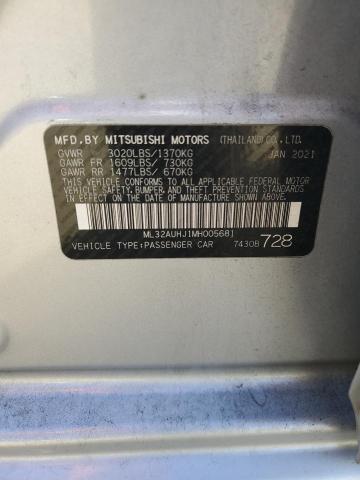 MFD.BY MITSUBISHI MOTORS (THAILAND)CO.,LTD.
GVWR 3020LBS/1370KG JAN 2021
GAWR FR 1609LBS/ 730KG
GAWR RR 1477LBS/ 670KG
THIS VEHICLE CONFORMS TO ALL APPLICABLE FEDERAL MOTOR
VEHICLE SAFETY, BUMPER, AND THEFT PREVENTION STANDARDS
IN EFFECT ON THE DATE OF MANUFACTURE SHOWN ABOVE.
ML32AUHJ1MH005681
VEHICLE TYPE:PASSENGER CAR 7430B 728